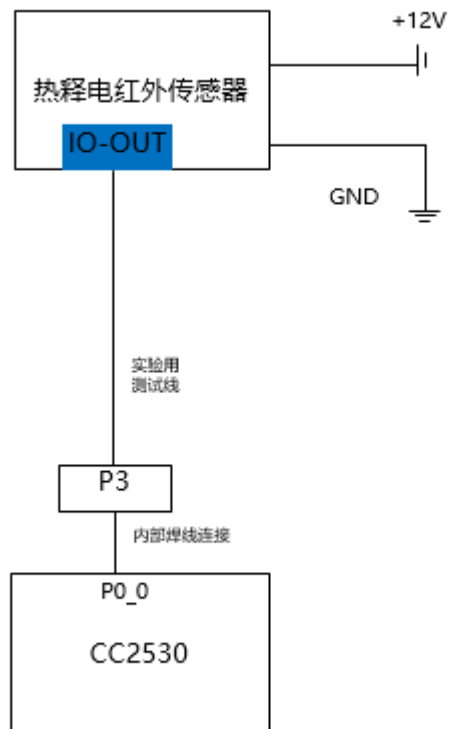 +12V
热释电红外传感器
IO-OUT
GND
实验用
测试线
P3
内部焊线连接
P0_0
CC2530